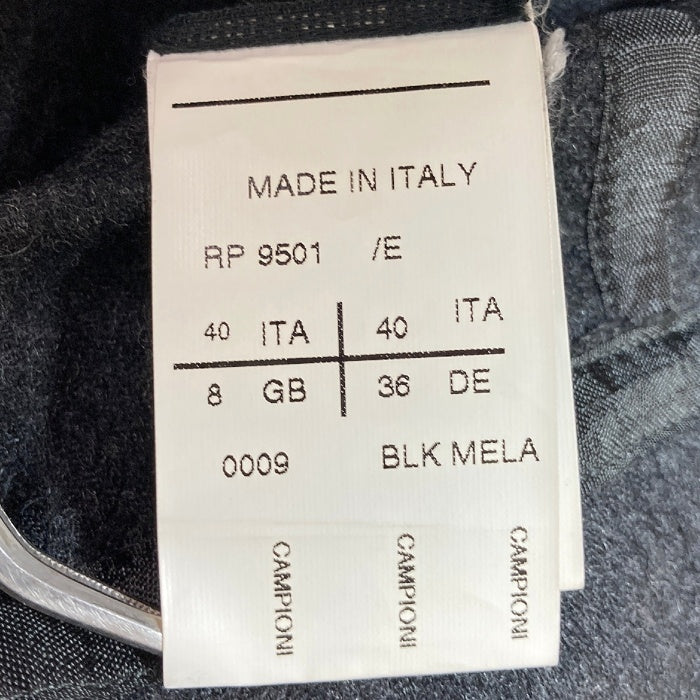 MADE IN ITALY
RP 9501 /E
40 ITA 40 ITA
8 GB 36 DE
0009 BLK MELA
CAMPIONI
CAMPIONI
CAMPIONI